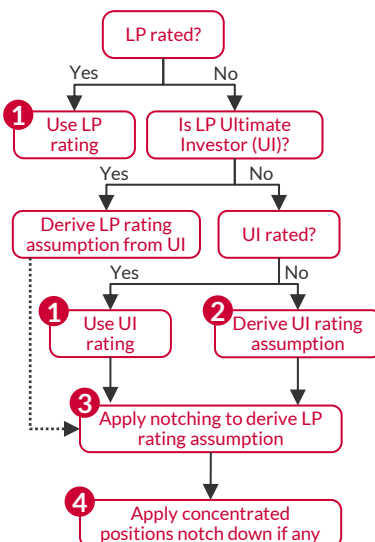 LP rated?
Yes
No
1
Use LP
rating
Is LP Ultimate
Investor (UI)?
Yes
No
Derive LP rating
assumption from UI
UI rated?
Yes
No
1
Use UI
rating
2
Derive UI rating
assumption
3
Apply notching to derive LP
rating assumption
4
Apply concentrated
positions notch down if any